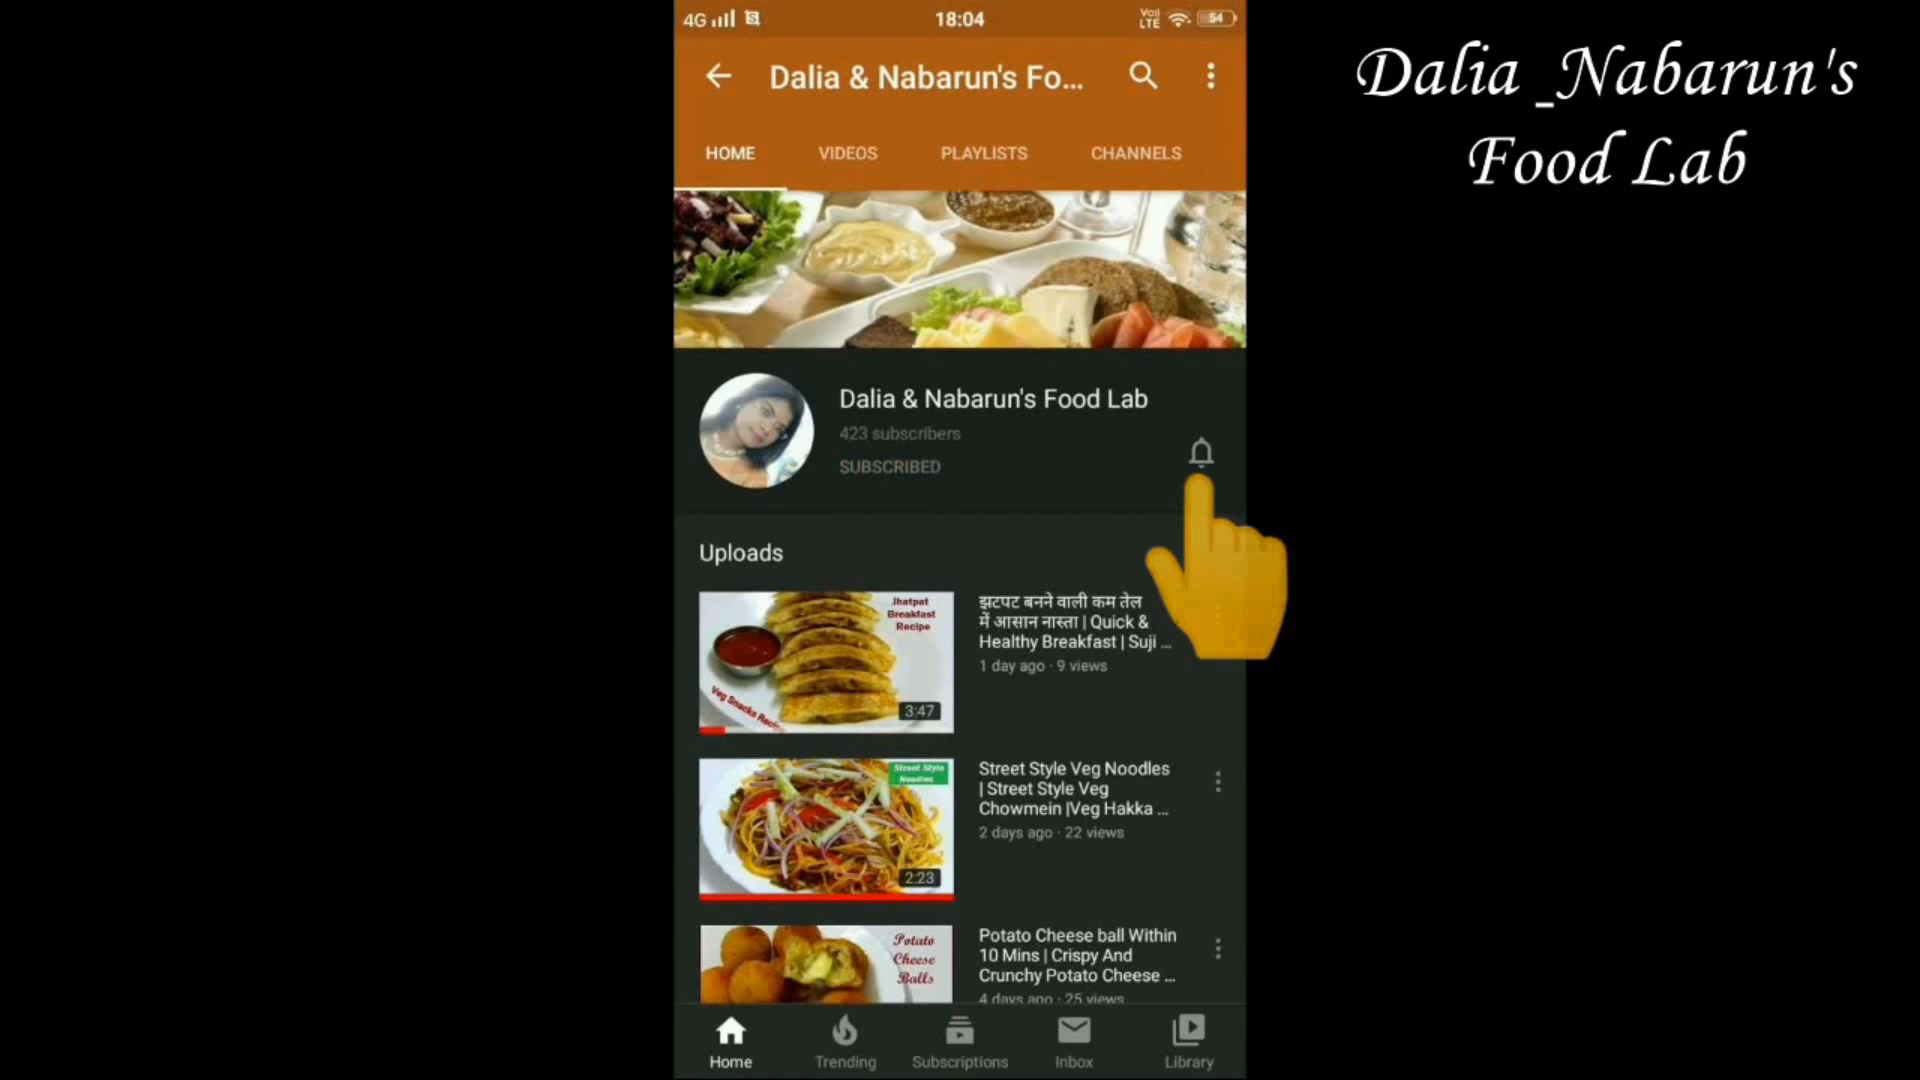 4G
18:04
Vo)
LTE
54
Dalia & Nabarun's Fo...
HOME
VIDEOS
PLAYLISTS
CHANNELS
Dalia _Nabarun's
Food Lab
Dalia & Nabarun's Food Lab
423 subscribers
SUBSCRIBED
Uploads
Jhatpat
Breakfast
Recipe
Veg Snacks
3:47
झटपट बनने वाली कम तेल
में आसान नास्ता | Quick &
Healthy Breakfast | Suji ...
1 day ago · 9 views
Street Style
Noodles
2:23
Street Style Veg Noodles
| Street Style Veg
Chowmein |Veg Hakka ...
2 days ago · 22 views
Potato
Cheese
Balls
Potato Cheese ball Within
10 Mins | Crispy And
Crunchy Potato Cheese ...
4 days ago · 25 views
Home
Trending
Subscriptions
Inbox
Library